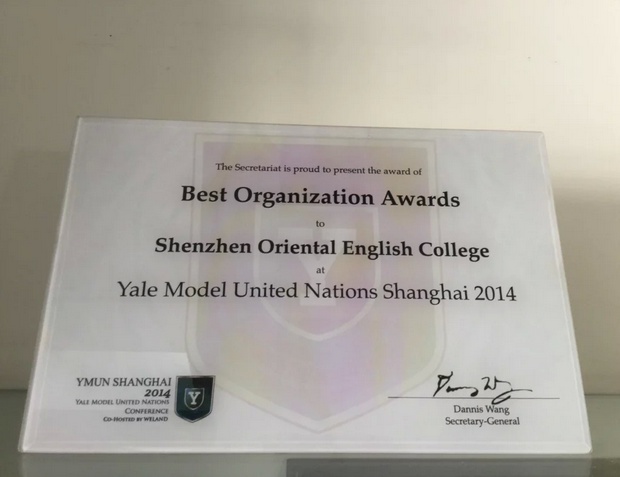 The Secretariat is proud to present the award of
Best Organization Awards
to
Shenzhen Oriental English College
at
Yale Model United Nations Shanghai 2014
YMUN SHANGHAI
2014
YALE MODEL UNITED NATIONS
CONFERENCE
CO-HOSTED BY WELAND
Y
Dannis Wang
Secretary-General